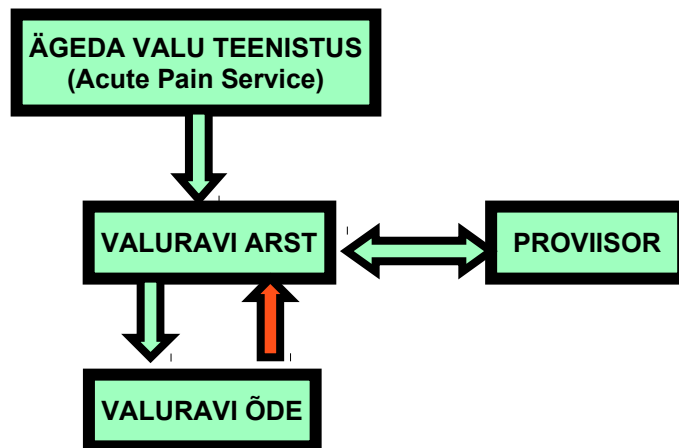 ÄGEDA VALU TEENISTUS
(Acute Pain Service)
VALURAVI ARST
PROVIISOR
VALURAVI ÕDE